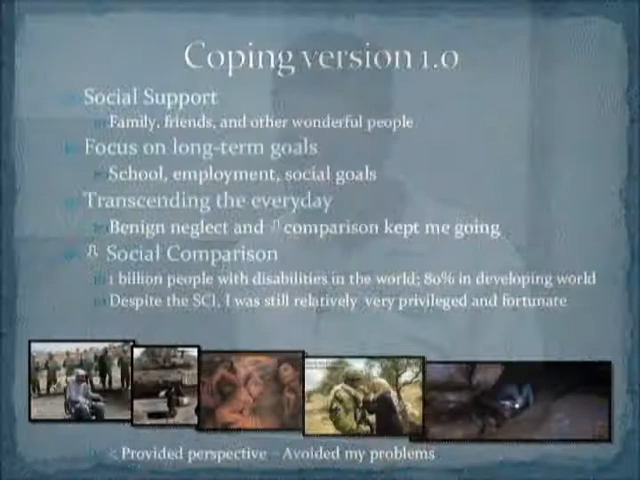 Coping version 1.0
Social Support
Family, friends, and other wonderful people
Focus on long-term goals
School, employment, social goals
Transcending the everyday
Benign neglect and comparison kept me going
Social Comparison
1 billion people with disabilities in the world; 80% in developing world
Despite the SCI, I was still relatively very privileged and fortunate
Provided perspective – Avoided my problems